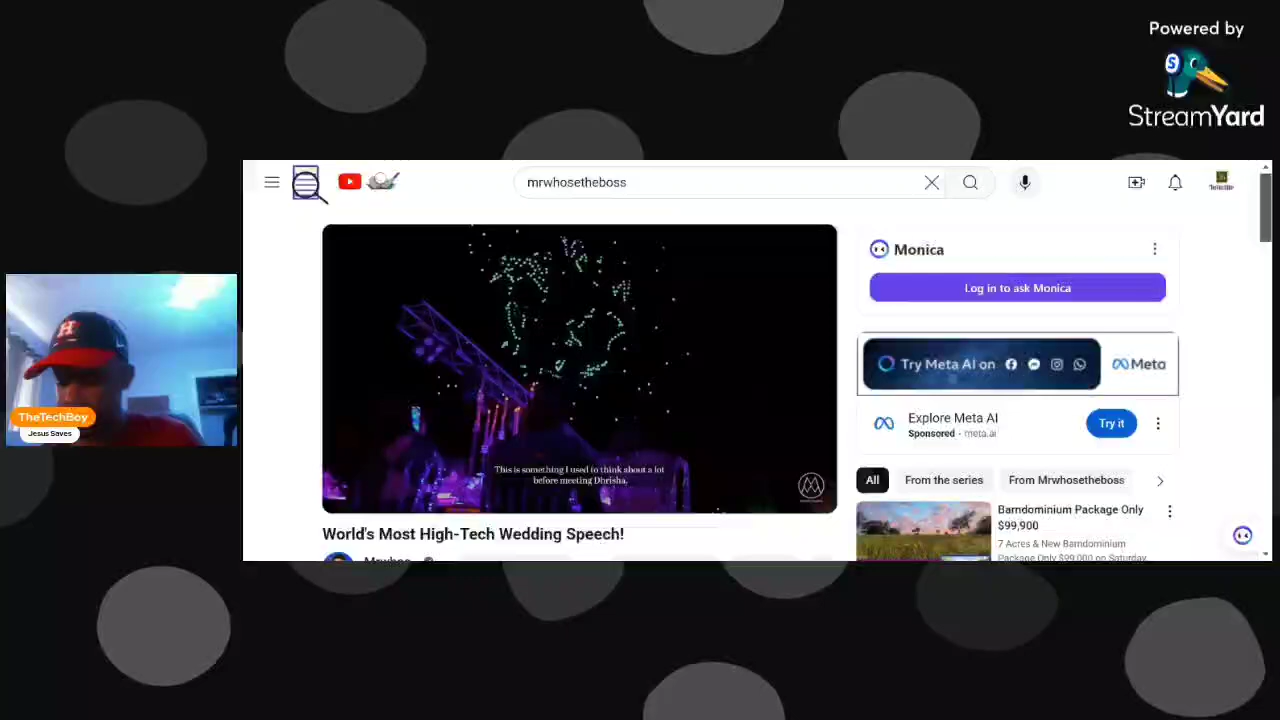 Powered by
StreamYard
mrwhosetheboss
Monica
Log in to ask Monica
Try Meta AI on
Meta
Explore Meta AI
Sponsored · meta.ai
Try it
All
From the series
From Mrwhosetheboss
Barndominium Package Only
$99,900
7 Acres & New Barndominium
This is something I used to think about a lot
before meeting Dhrisha.
World's Most High-Tech Wedding Speech!
H
TheTechBoy
Jesus Saves